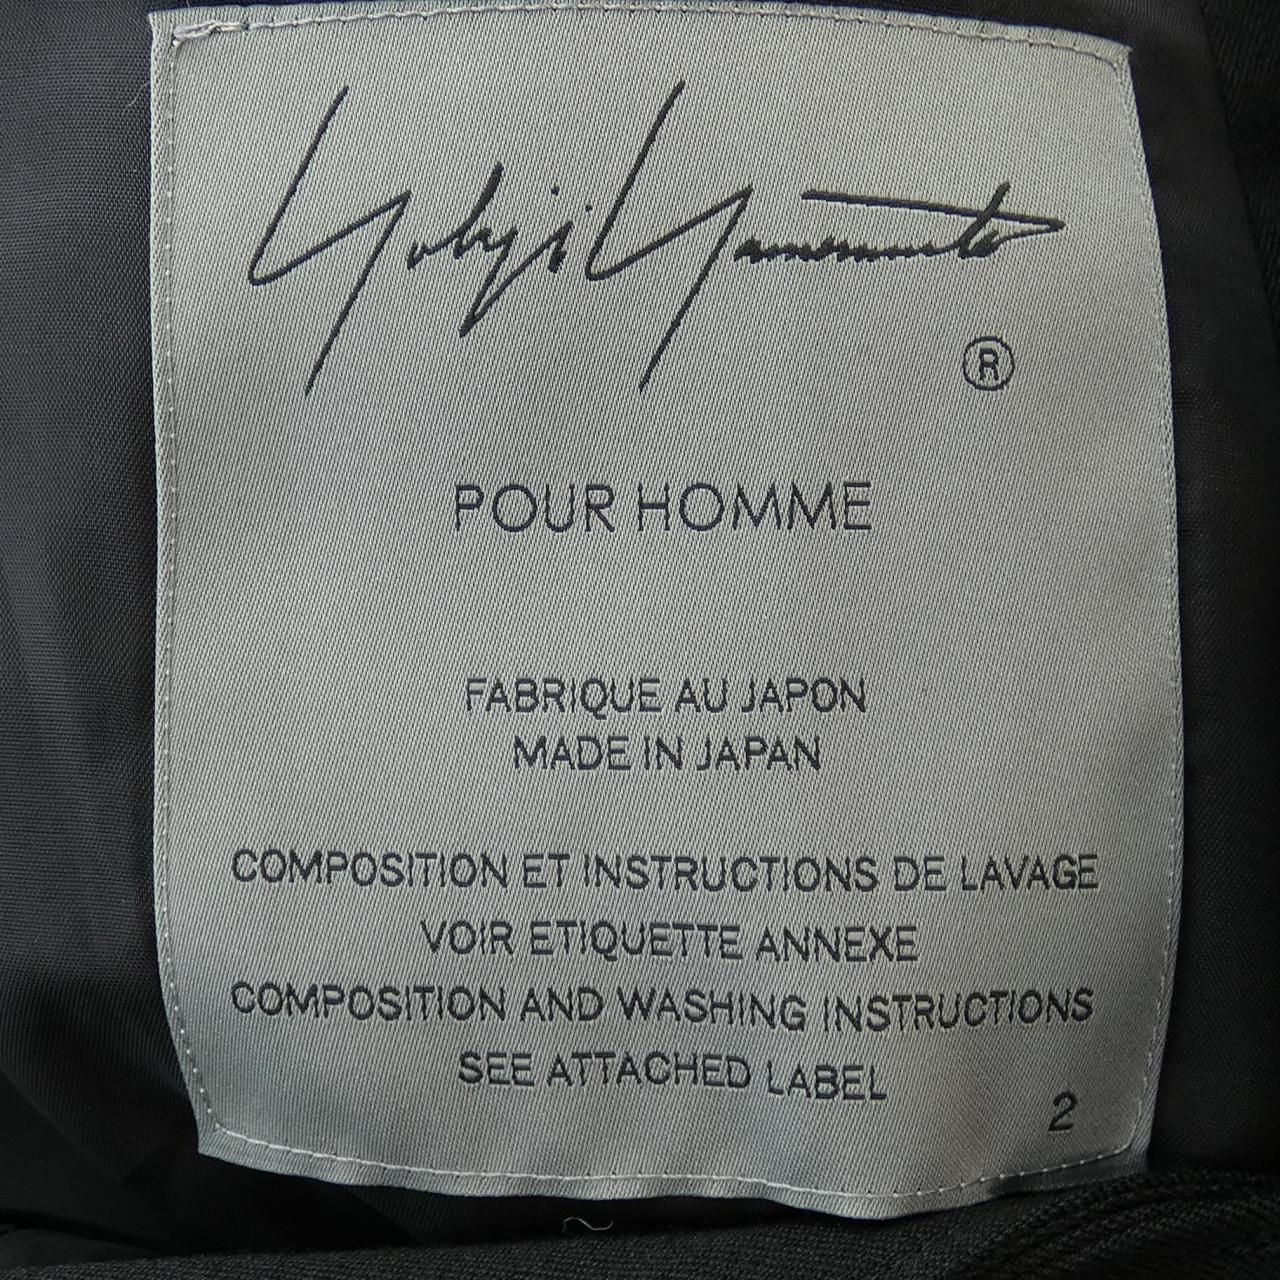 Yohji Yamamoto
®
POUR HOMME
FABRIQUE AU JAPON
MADE IN JAPAN
COMPOSITION ET INSTRUCTIONS DE LAVAGE
VOIR ETIQUETTE ANNEXE
COMPOSITION AND WASHING INSTRUCTIONS
SEE ATTACHED LABEL
2